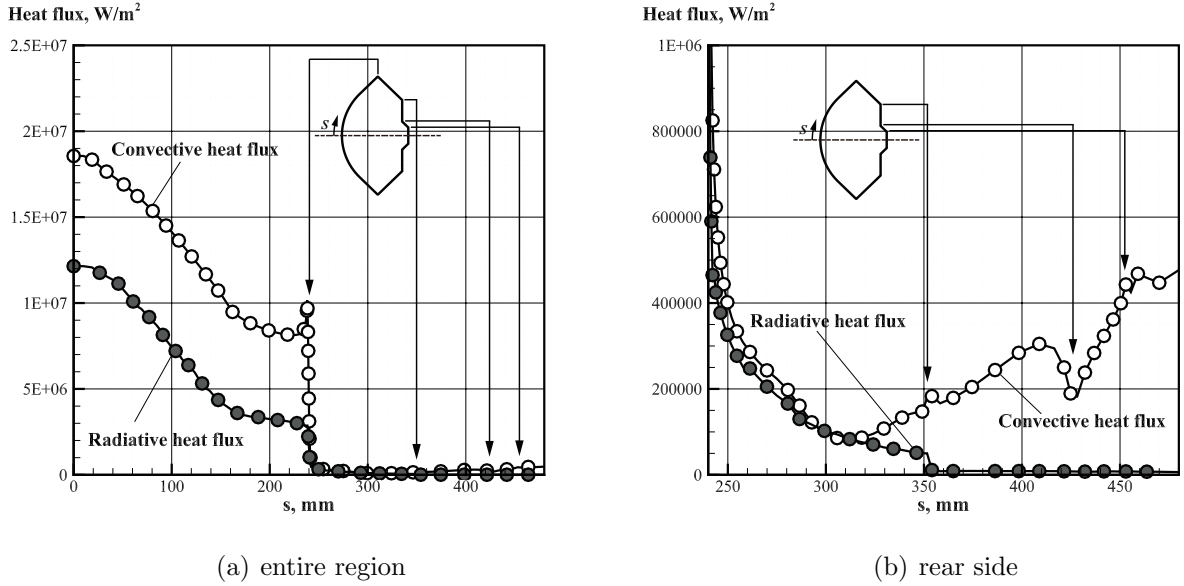 Heat flux, W/m²
2.5E+07
2E+07
1.5E+07
1E+07
5E+06
0
Convective heat flux
Radiative heat flux
s
0 100 200 300 400
s, mm
(a) entire region
Heat flux, W/m²
1E+06
800000
600000
400000
200000
0
s
Radiative heat flux
Convective heat flux
250 300 350 400 450
s, mm
(b) rear side